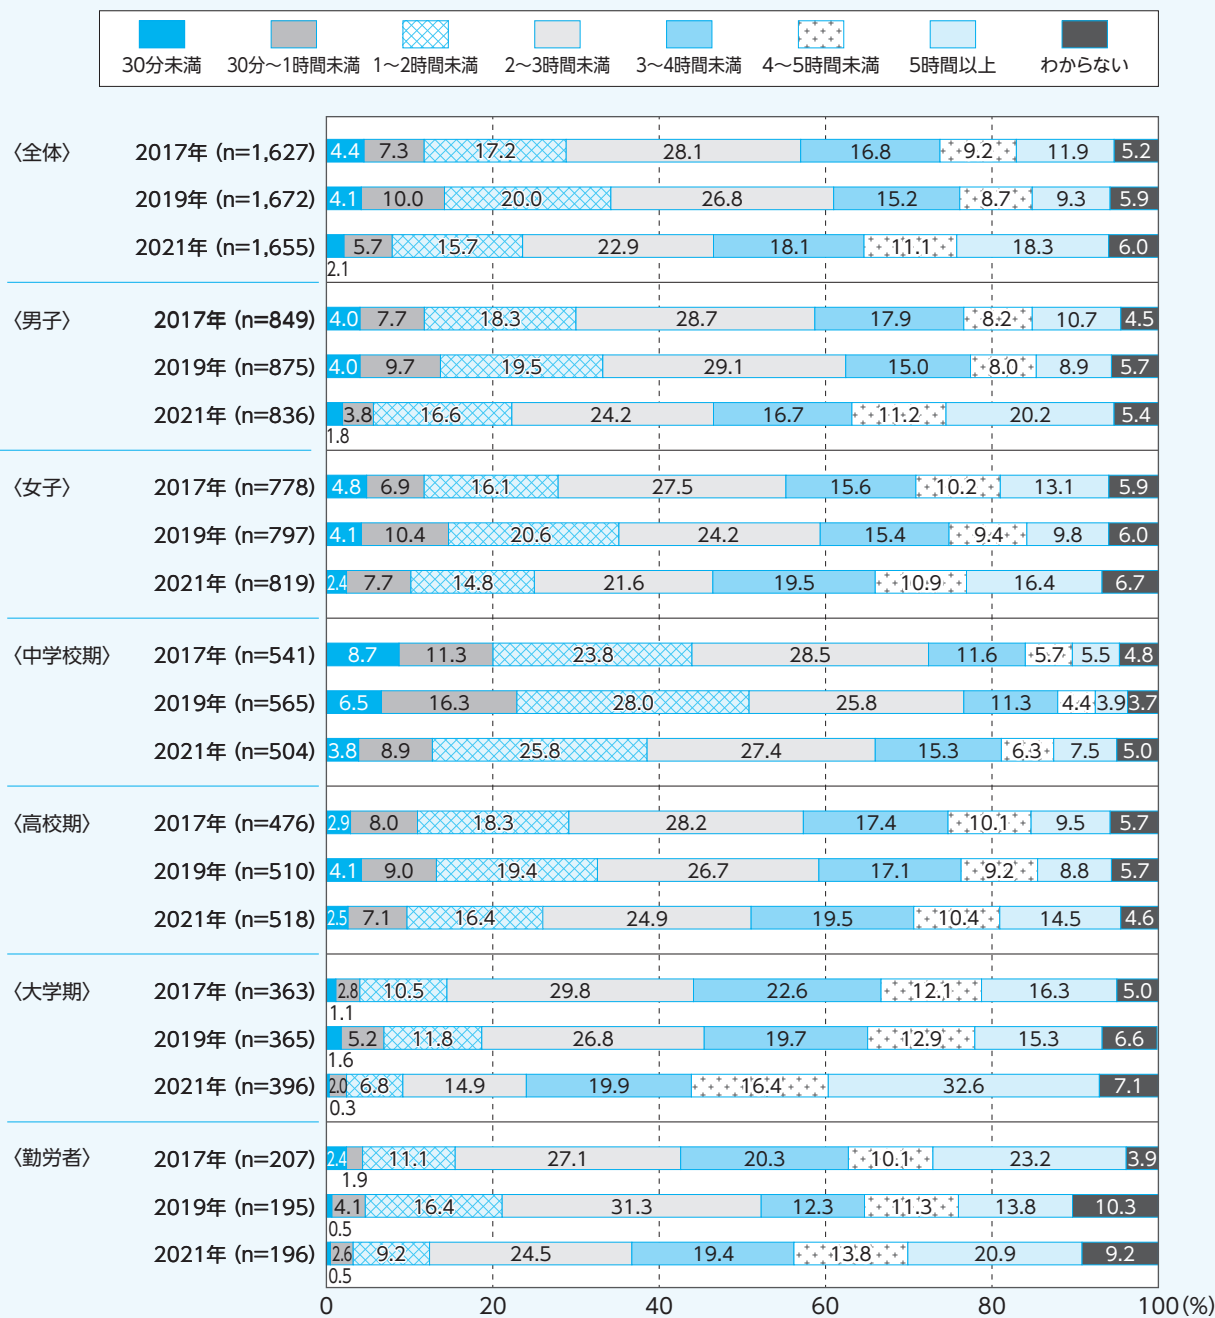 30分未満 30分～1時間未満 1～2時間未満 2～3時間未満 3～4時間未満 4～5時間未満 5時間以上 わからない
〈全体〉 2017年 (n=1,627) 4.4 7.3 17.2 28.1 16.8 9.2 11.9 5.2
2019年 (n=1,672) 4.1 10.0 20.0 26.8 15.2 8.7 9.3 5.9
2021年 (n=1,655) 5.7 15.7 22.9 18.1 11.1 18.3 6.0
2.1
〈男子〉 2017年 (n=849) 4.0 7.7 18.3 28.7 17.9 8.2 10.7 4.5
2019年 (n=875) 4.0 9.7 19.5 29.1 15.0 8.0 8.9 5.7
2021年 (n=836) 3.8 16.6 24.2 16.7 11.2 20.2 5.4
1.8
〈女子〉 2017年 (n=778) 4.8 6.9 16.1 27.5 15.6 10.2 13.1 5.9
2019年 (n=797) 4.1 10.4 20.6 24.2 15.4 9.4 9.8 6.0
2021年 (n=819) 2.4 7.7 14.8 21.6 19.5 10.9 16.4 6.7
〈中学校期〉 2017年 (n=541) 8.7 11.3 23.8 28.5 11.6 5.7 5.5 4.8
2019年 (n=565) 6.5 16.3 28.0 25.8 11.3 4.4 3.9 3.7
2021年 (n=504) 3.8 8.9 25.8 27.4 15.3 6.3 7.5 5.0
〈高校期〉 2017年 (n=476) 2.9 8.0 18.3 28.2 17.4 10.1 9.5 5.7
2019年 (n=510) 4.1 9.0 19.4 26.7 17.1 9.2 8.8 5.7
2021年 (n=518) 2.5 7.1 16.4 24.9 19.5 10.4 14.5 4.6
〈大学期〉 2017年 (n=363) 2.8 10.5 29.8 22.6 12.1 16.3 5.0
1.1
2019年 (n=365) 5.2 11.8 26.8 19.7 12.9 15.3 6.6
1.6
2021年 (n=396) 2.0 6.8 14.9 19.9 16.4 32.6 7.1
0.3
〈勤労者〉 2017年 (n=207) 2.4 11.1 27.1 20.3 10.1 23.2 3.9
1.9
2019年 (n=195) 4.1 16.4 31.3 12.3 11.3 13.8 10.3
0.5
2021年 (n=196) 2.6 9.2 24.5 19.4 13.8 20.9 9.2
0.5
0 20 40 60 80 100(%)